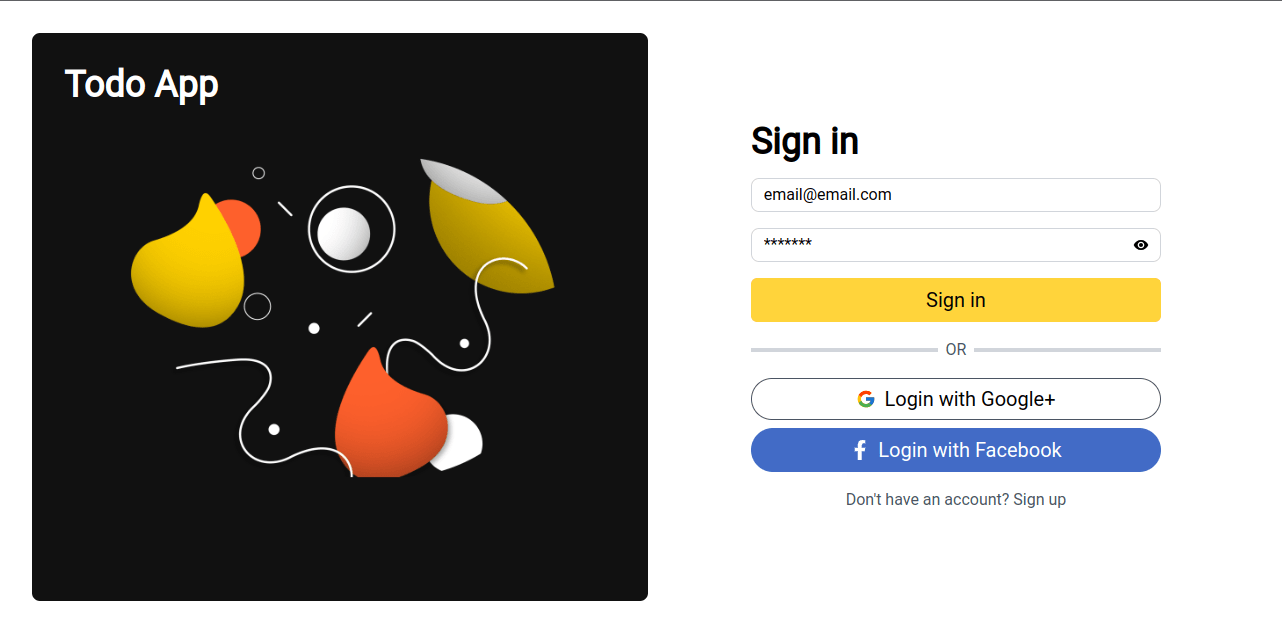 Todo App
Sign in
email@email.com
*******
Sign in
OR
Login with Google+
Login with Facebook
Don't have an account? Sign up